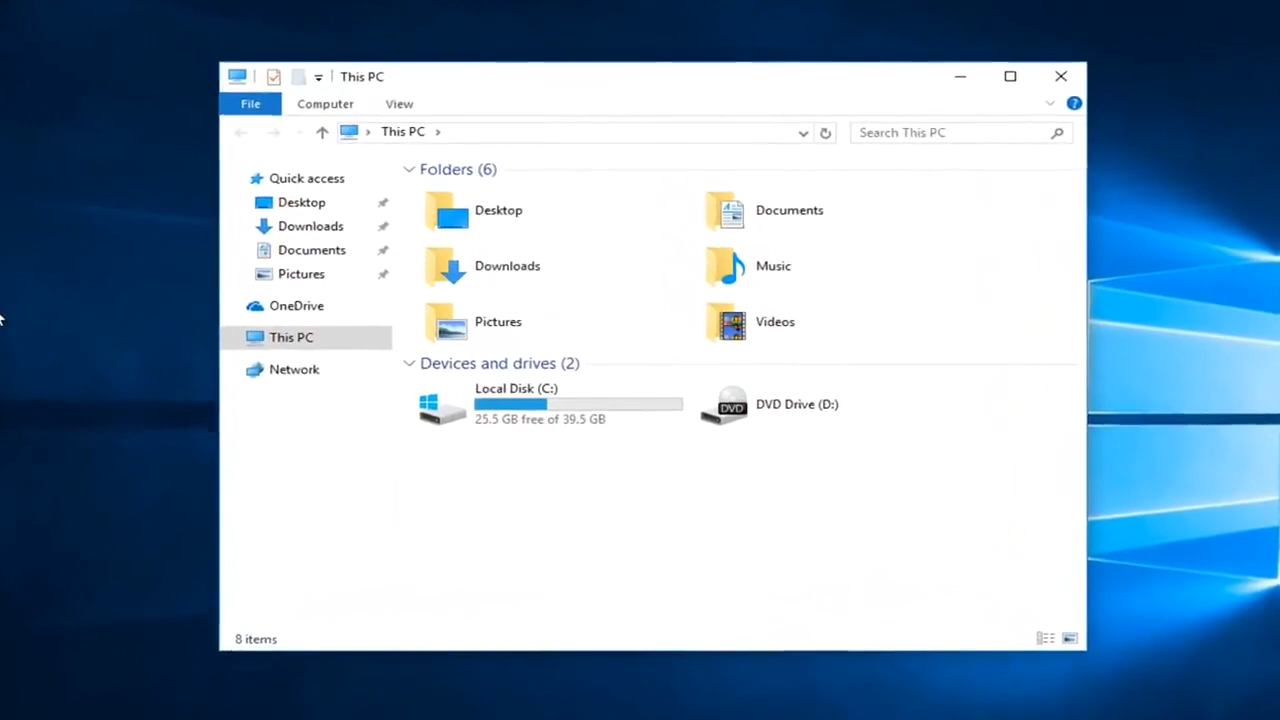 This PC
File Computer View
This PC
Search This PC
Quick access
Desktop
Downloads
Documents
Pictures
OneDrive
This PC
Network
Folders (6)
Desktop
Documents
Downloads
Music
Pictures
Videos
Devices and drives (2)
Local Disk (C:)
25.5 GB free of 39.5 GB
DVD
DVD Drive (D:)
8 items